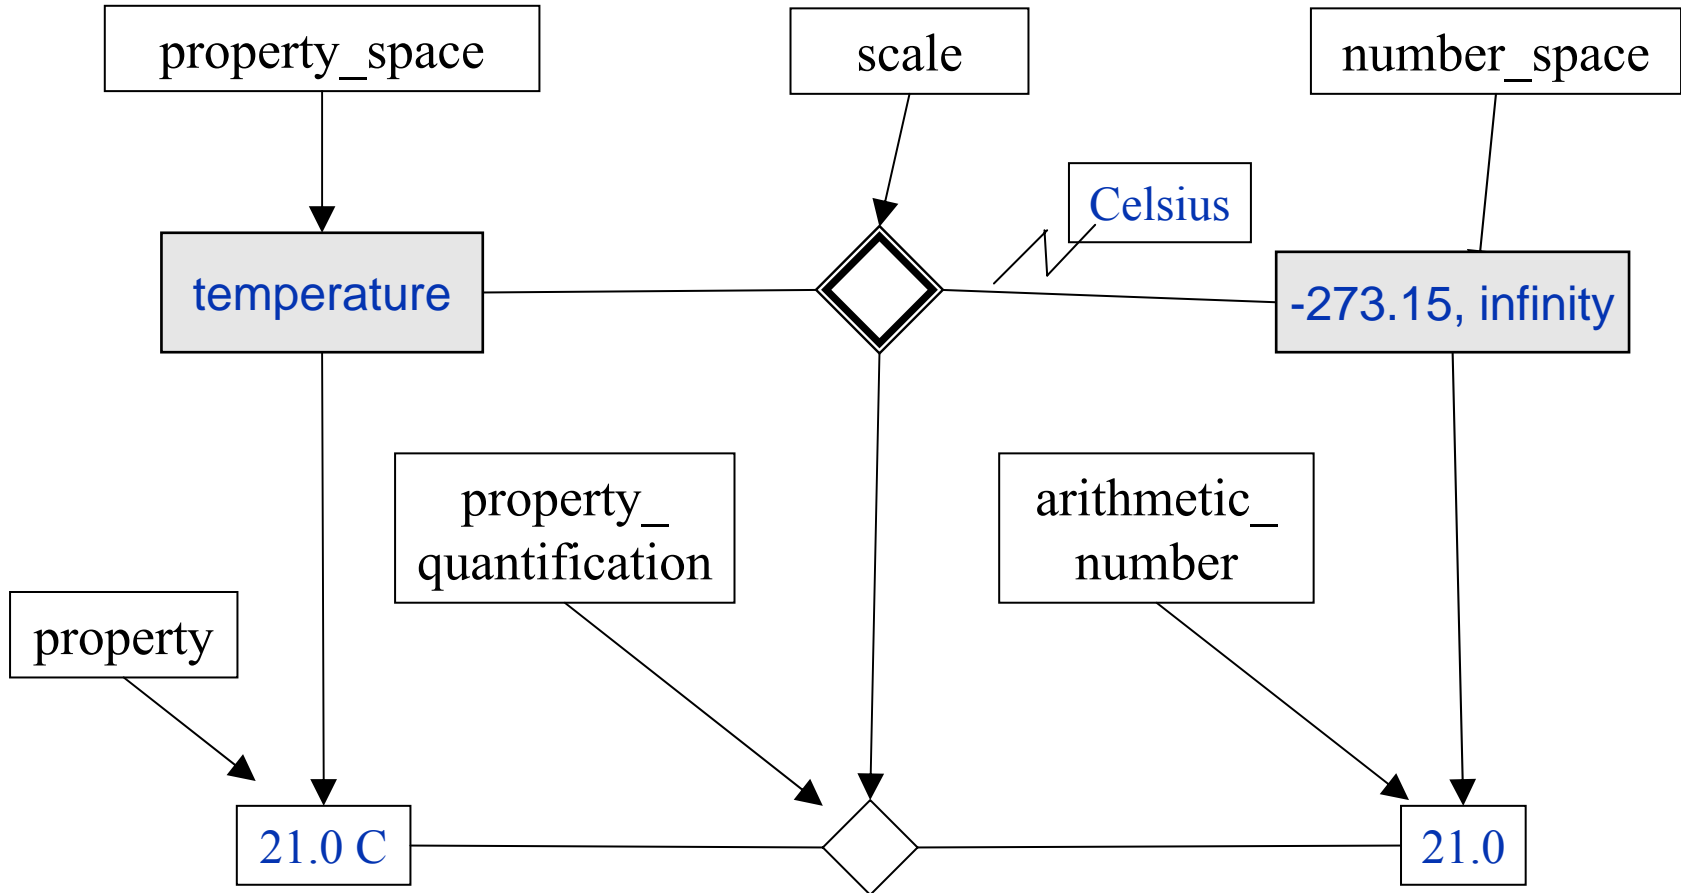 property_space
scale
number_space
Celsius
temperature
-273.15, infinity
property_
quantification
arithmetic_
number
property
21.0 C
21.0